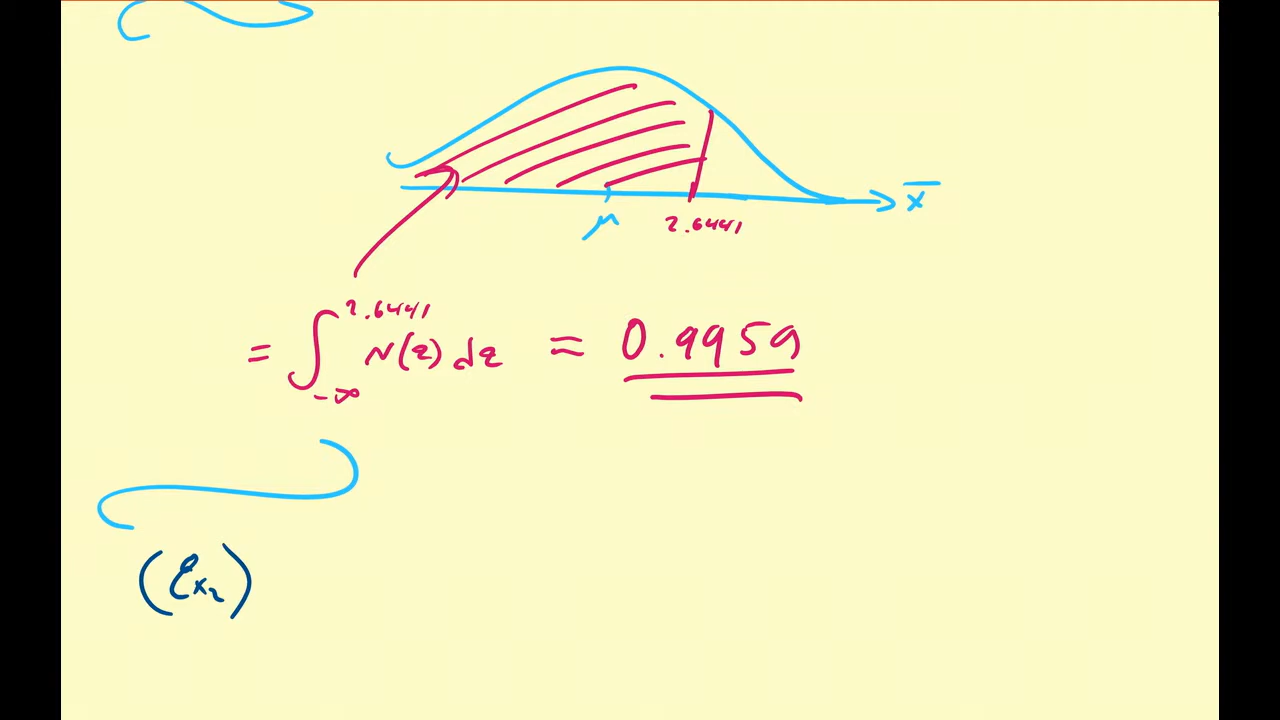 x̄
μ 2.6441
= ∫_{-∞}^{2.6441} N(z) dz ≈ 0.9959
(Ex2)